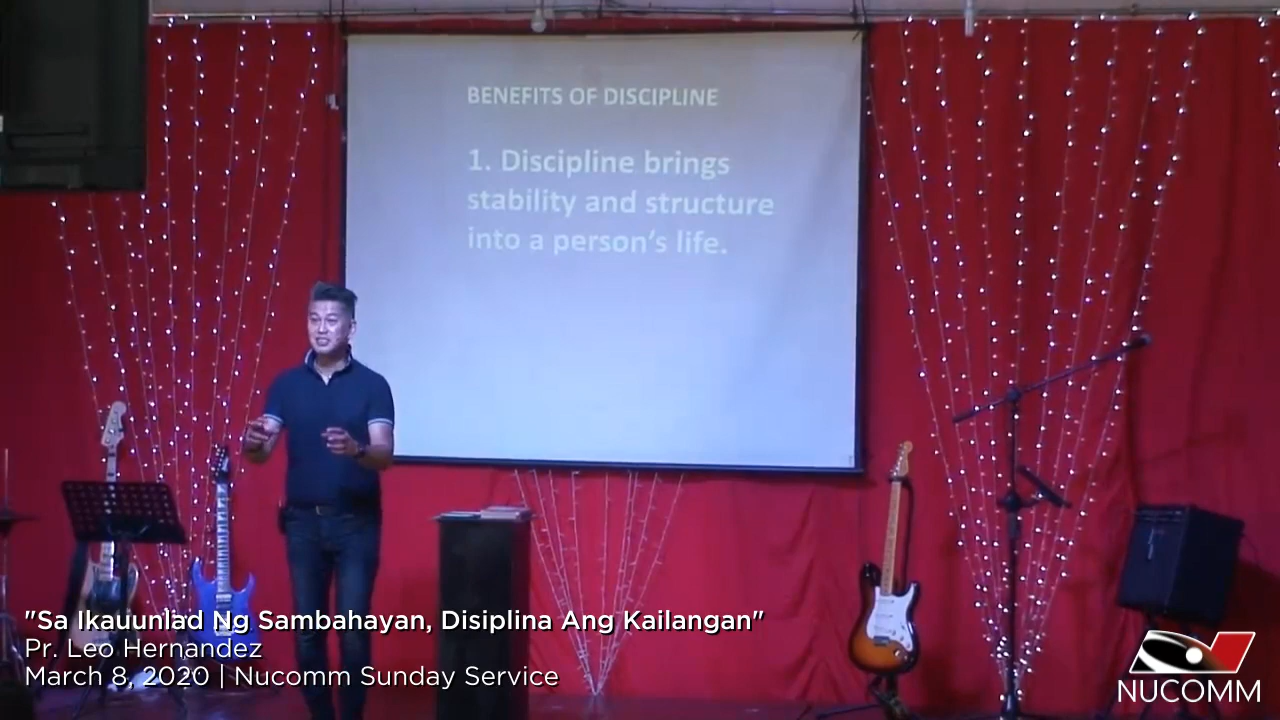 BENEFITS OF DISCIPLINE
1. Discipline brings
stability and structure
into a person's life.
"Sa Ikauunlad Ng Sambahayan, Disiplina Ang Kailangan"
Pr. Leo Hernandez
March 8, 2020 | Nucomm Sunday Service
NUCOMM